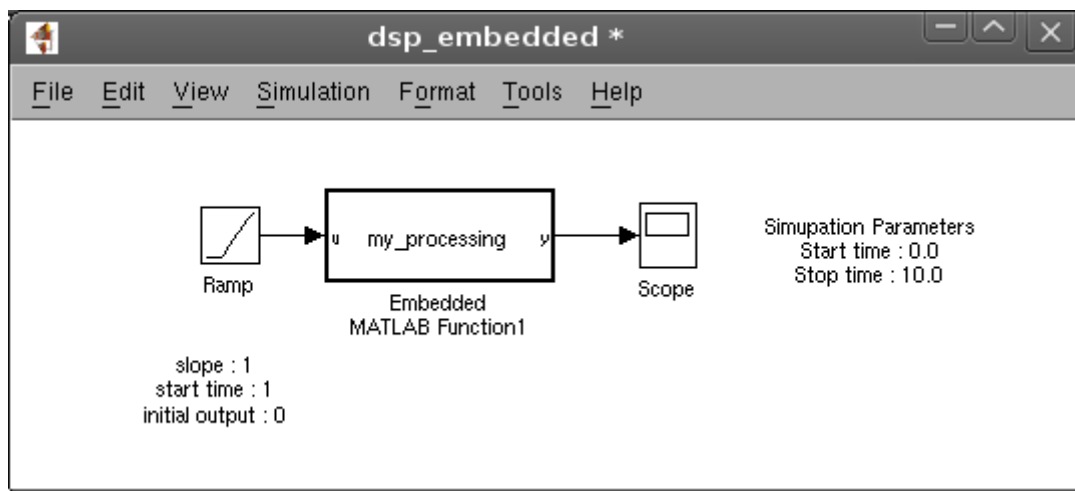 dsp_embedded *
File Edit View Simulation Format Tools Help
u my_processing y
Ramp
Embedded
MATLAB Function1
Scope
Simupation Parameters
Start time : 0.0
Stop time : 10.0
slope : 1
start time : 1
initial output : 0